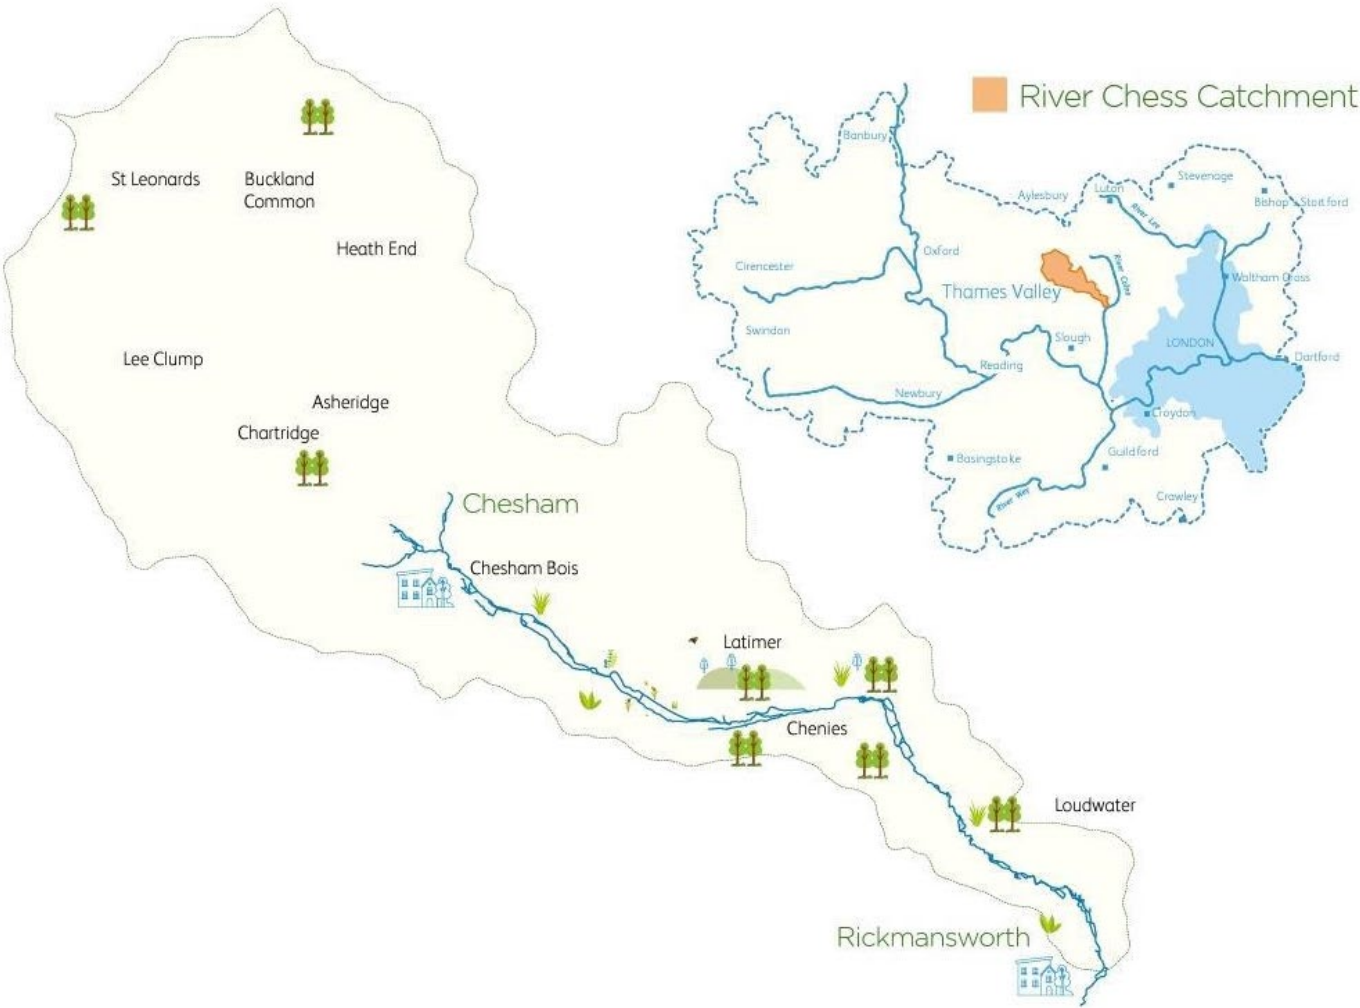 River Chess Catchment
St Leonards
Buckland
Common
Heath End
Lee Clump
Asheridge
Chartridge
Chesham
Chesham Bois
Latimer
Chenies
Loudwater
Rickmansworth
Banbury
Aylesbury
Luton
Stevenage
Bishop's Stortford
River Lee
Cirencester
Oxford
River Colne
Waltham Cross
Thames Valley
Swindon
Slough
LONDON
Reading
Dartford
Newbury
Croydon
Basingstoke
Guildford
River Wey
Crawley